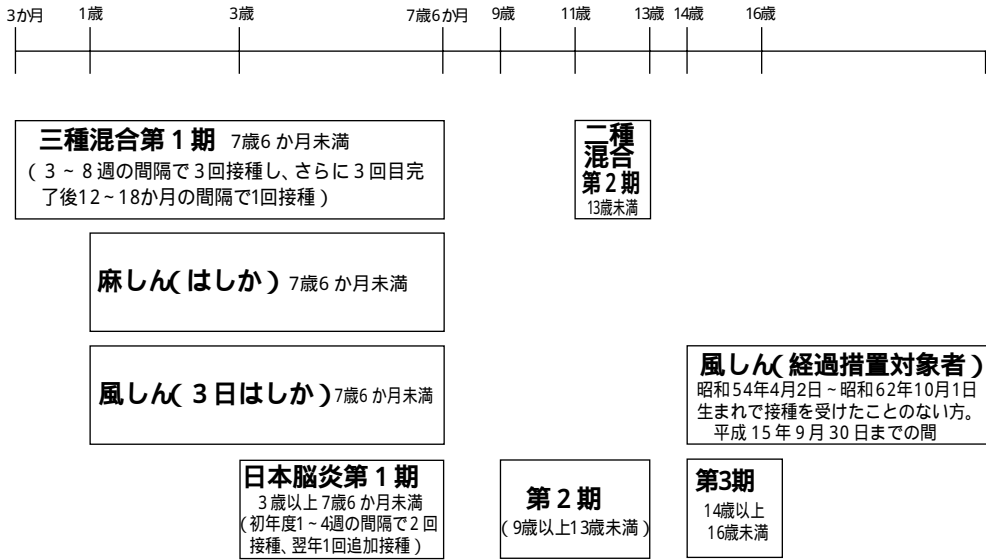 3か月 1歳 3歳 7歳6か月 9歳 11歳 13歳 14歳 16歳
三種混合第1期 7歳6か月未満
(3~8週の間隔で3回接種し、さらに3回目完
了後12~18か月の間隔で1回接種)
二種
混合
第2期
13歳未満
麻しん(はしか) 7歳6か月未満
風しん(3日はしか) 7歳6か月未満
風しん(経過措置対象者)
昭和54年4月2日~昭和62年10月1日
生まれで接種を受けたことのない方。
平成15年9月30日までの間
日本脳炎第1期
3歳以上7歳6か月未満
(初年度1~4週の間隔で2回
接種、翌年1回追加接種)
第2期
(9歳以上13歳未満)
第3期
14歳以上
16歳未満